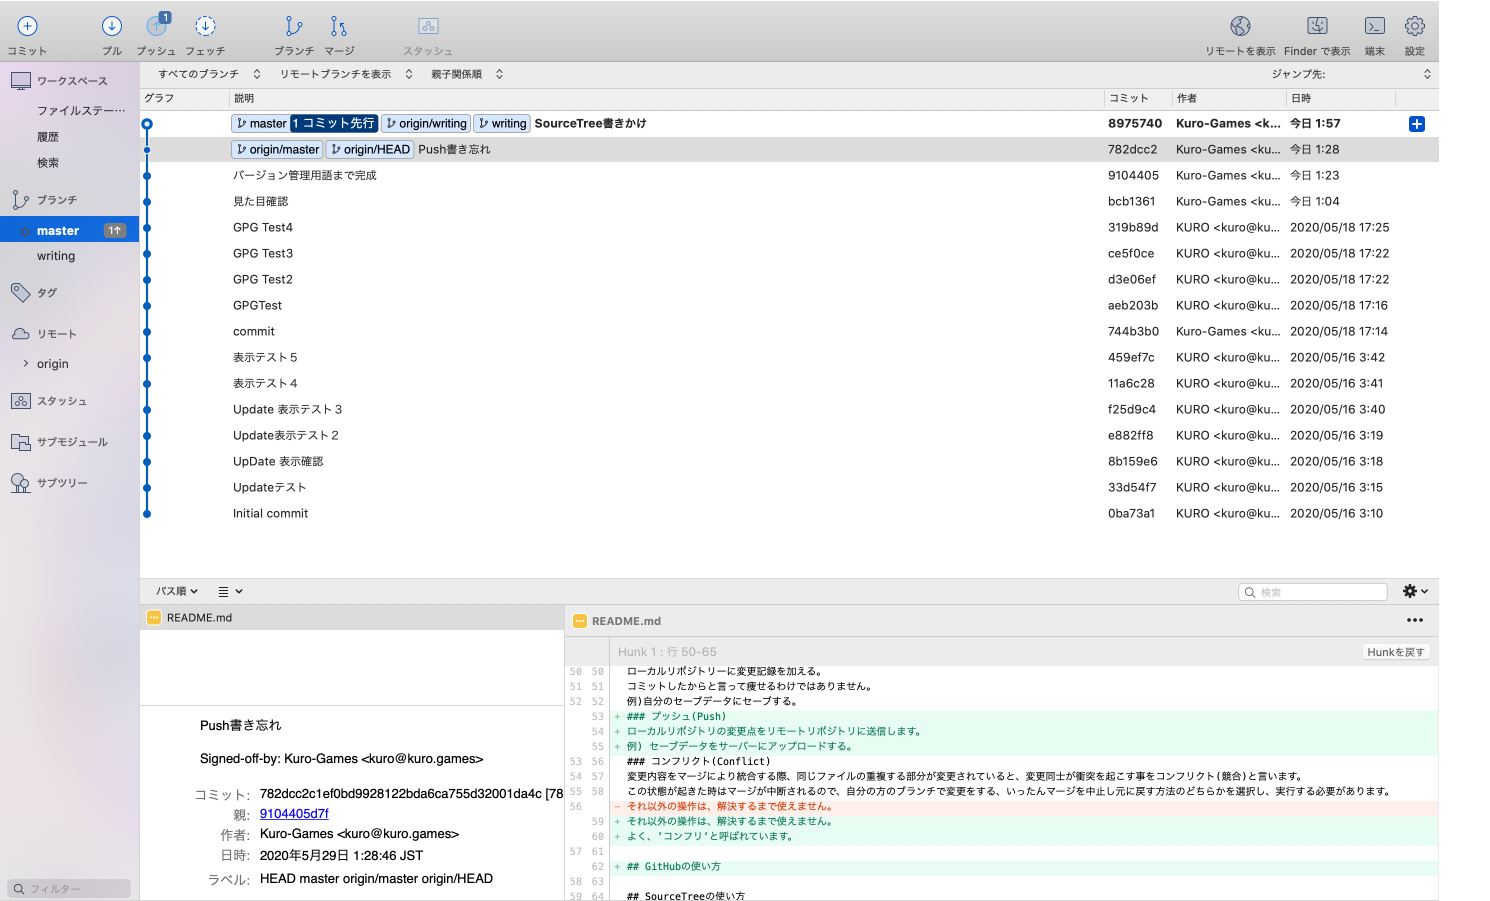 コミット
プル
1
プッシュ
フェッチ
ブランチ
マージ
スタッシュ
リモートを表示
Finder で表示
端末
設定
ワークスペース
ファイルステー…
履歴
検索
ブランチ
master 1↑
writing
タグ
リモート
origin
スタッシュ
サブモジュール
サブツリー
フィルター
すべてのブランチ リモートブランチを表示 親子関係順 ジャンプ先:
グラフ 説明 コミット 作者 日時
master 1 コミット先行 origin/writing writing SourceTree書きかけ 8975740 Kuro-Games <k... 今日 1:57
origin/master origin/HEAD Push書き忘れ 782dcc2 Kuro-Games <ku... 今日 1:28
バージョン管理用語まで完成 9104405 Kuro-Games <ku... 今日 1:23
見た目確認 bcb1361 Kuro-Games <ku... 今日 1:04
GPG Test4 319b89d KURO <kuro@ku... 2020/05/18 17:25
GPG Test3 ce5f0ce KURO <kuro@ku... 2020/05/18 17:22
GPG Test2 d3e06ef KURO <kuro@ku... 2020/05/18 17:22
GPGTest aeb203b KURO <kuro@ku... 2020/05/18 17:16
commit 744b3b0 Kuro-Games <ku... 2020/05/18 17:14
表示テスト５ 459ef7c KURO <kuro@ku... 2020/05/16 3:42
表示テスト４ 11a6c28 KURO <kuro@ku... 2020/05/16 3:41
Update 表示テスト３ f25d9c4 KURO <kuro@ku... 2020/05/16 3:40
Update表示テスト２ e882ff8 KURO <kuro@ku... 2020/05/16 3:19
UpDate 表示確認 8b159e6 KURO <kuro@ku... 2020/05/16 3:18
Updateテスト 33d54f7 KURO <kuro@ku... 2020/05/16 3:15
Initial commit 0ba73a1 KURO <kuro@ku... 2020/05/16 3:10
パス順 検索
README.md
Push書き忘れ
Signed-off-by: Kuro-Games <kuro@kuro.games>
コミット: 782dcc2c1ef0bd9928122bda6ca755d32001da4c [78
親: 9104405d7f
作者: Kuro-Games <kuro@kuro.games>
日時: 2020年5月29日 1:28:46 JST
ラベル: HEAD master origin/master origin/HEAD
README.md
Hunk 1 : 行 50-65 Hunkを戻す
50 50 ローカルリポジトリーに変更記録を加える。
51 51 コミットしたからと言って痩せるわけではありません。
52 52 例)自分のセーブデータにセーブする。
53 + ### プッシュ(Push)
54 + ローカルリポジトリの変更点をリモートリポジトリに送信します。
55 + 例) セーブデータをサーバーにアップロードする。
53 56 ### コンフリクト(Conflict)
54 57 変更内容をマージにより統合する際、同じファイルの重複する部分が変更されていると、変更同士が衝突を起こす事をコンフリクト(競合)と言います。
55 58 この状態が起きた時はマージが中断されるので、自分の方のブランチで変更をする、いったんマージを中止し元に戻す方法のどちらかを選択し、実行する必要があります。
56 - それ以外の操作は、解決するまで使えません。
59 + それ以外の操作は、解決するまで使えません。
60 + よく、'コンフリ'と呼ばれています。
57 61
62 + ## GitHubの使い方
58 63
59 64 ## SourceTreeの使い方